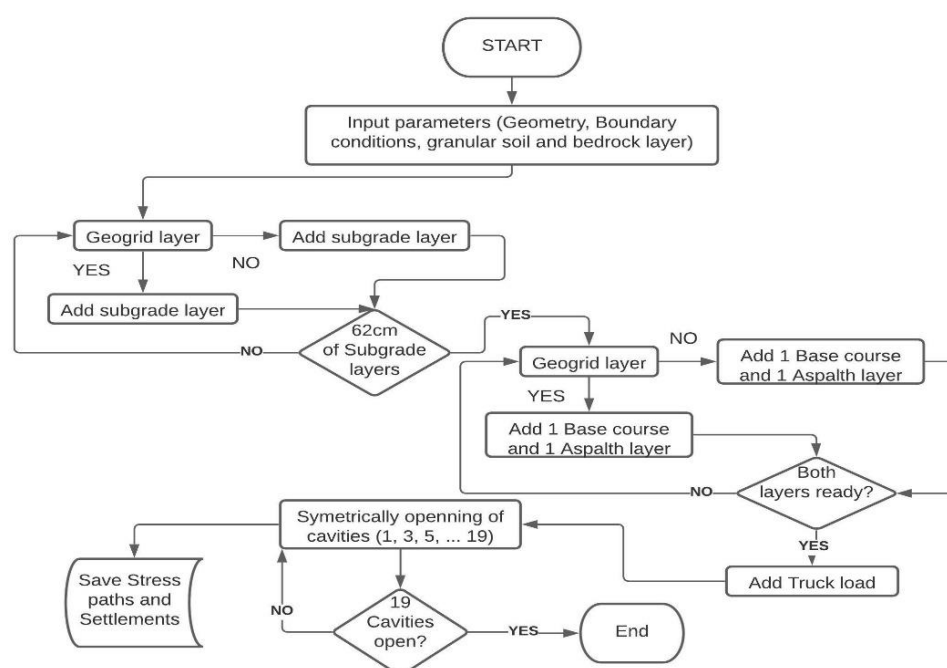 START
Input parameters (Geometry, Boundary
conditions, granular soil and bedrock layer)
Geogrid layer
NO
Add subgrade layer
YES
Add subgrade layer
62cm
of Subgrade
layers
NO
YES
Geogrid layer
NO
Add 1 Base course
and 1 Aspalth layer
YES
Add 1 Base course
and 1 Aspalth layer
Both
layers ready?
NO
YES
Add Truck load
Symetrically openning of
cavities (1, 3, 5, ... 19)
Save Stress
paths and
Settlements
NO
19
Cavities
open?
YES
End